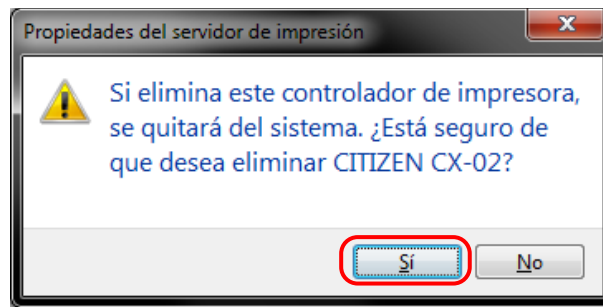 Propiedades del servidor de impresión
Si elimina este controlador de impresora,
se quitará del sistema. ¿Está seguro de
que desea eliminar CITIZEN CX-02?
Sí
No